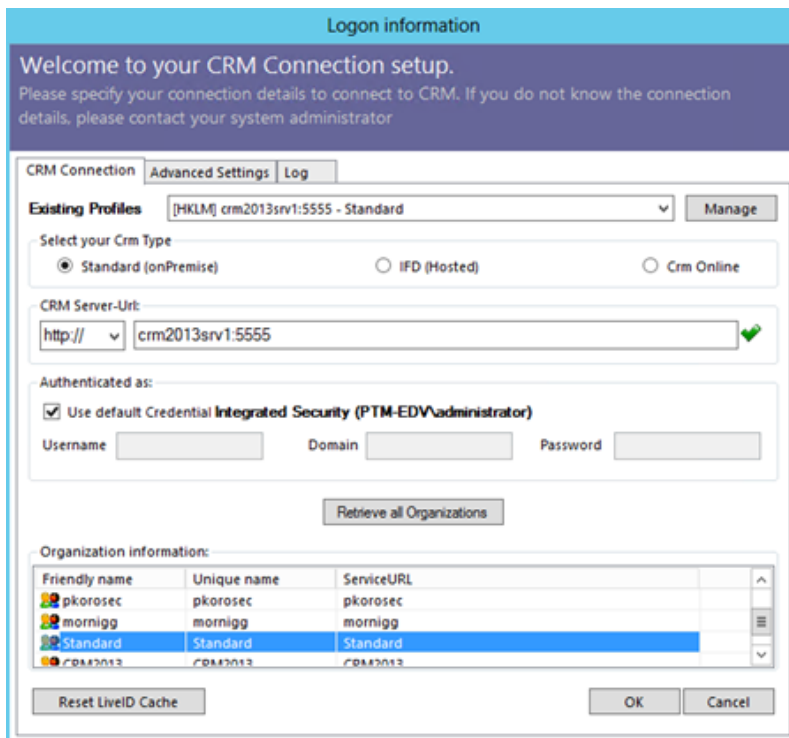 Logon information
Welcome to your CRM Connection setup.
Please specify your connection details to connect to CRM. If you do not know the connection
details, please contact your system administrator
CRM Connection Advanced Settings Log
Existing Profiles [HKLM] crm2013srv1:5555 - Standard Manage
Select your Crm Type
Standard (onPremise) IFD (Hosted) Crm Online
CRM Server-Url:
http:// crm2013srv1:5555
Authenticated as:
Use default Credential Integrated Security (PTM-EDV\administrator)
Username Domain Password
Retrieve all Organizations
Organization information:
Friendly name Unique name ServiceURL
pkorosec pkorosec pkorosec
mornigg mornigg mornigg
Standard Standard Standard
CRM2013 CRM2013 CRM2013
Reset LiveID Cache OK Cancel